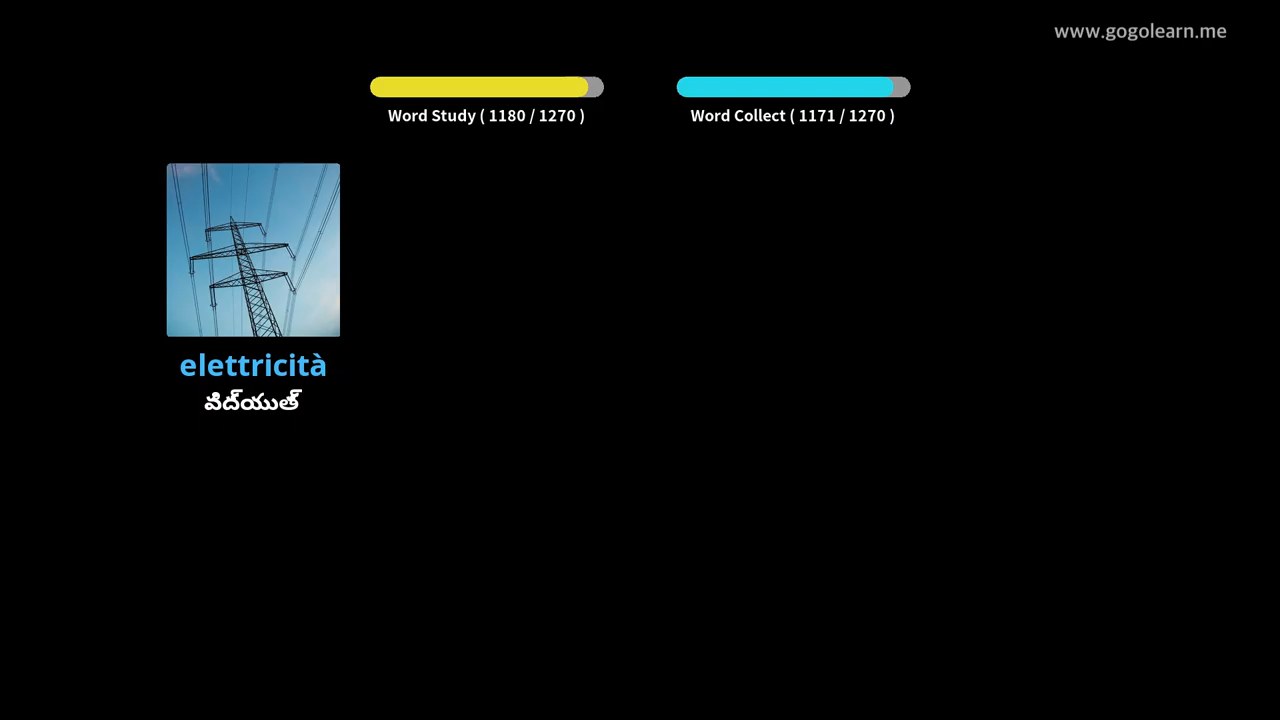 www.gogolearn.me
Word Study ( 1180 / 1270 )
Word Collect ( 1171 / 1270 )
elettricità
విద్యుత్